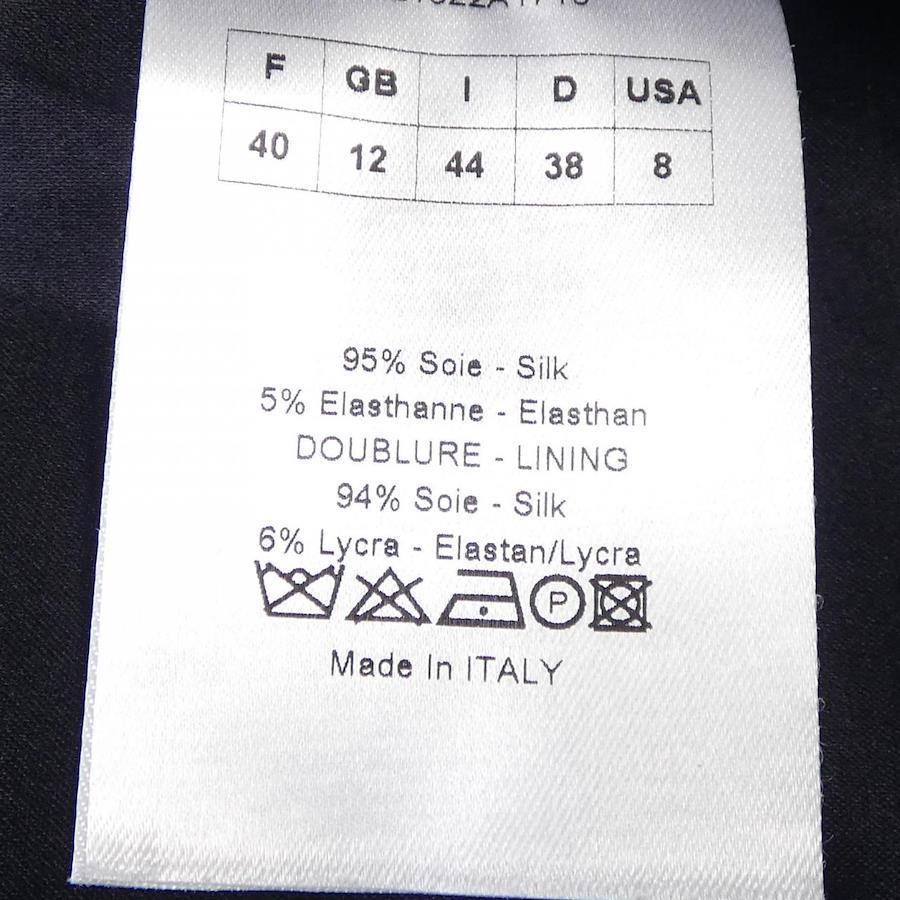 F GB I D USA
40 12 44 38 8
95% Soie - Silk
5% Elasthanne - Elasthan
DOUBLURE - LINING
94% Soie - Silk
6% Lycra - Elastan/Lycra
P
Made In ITALY